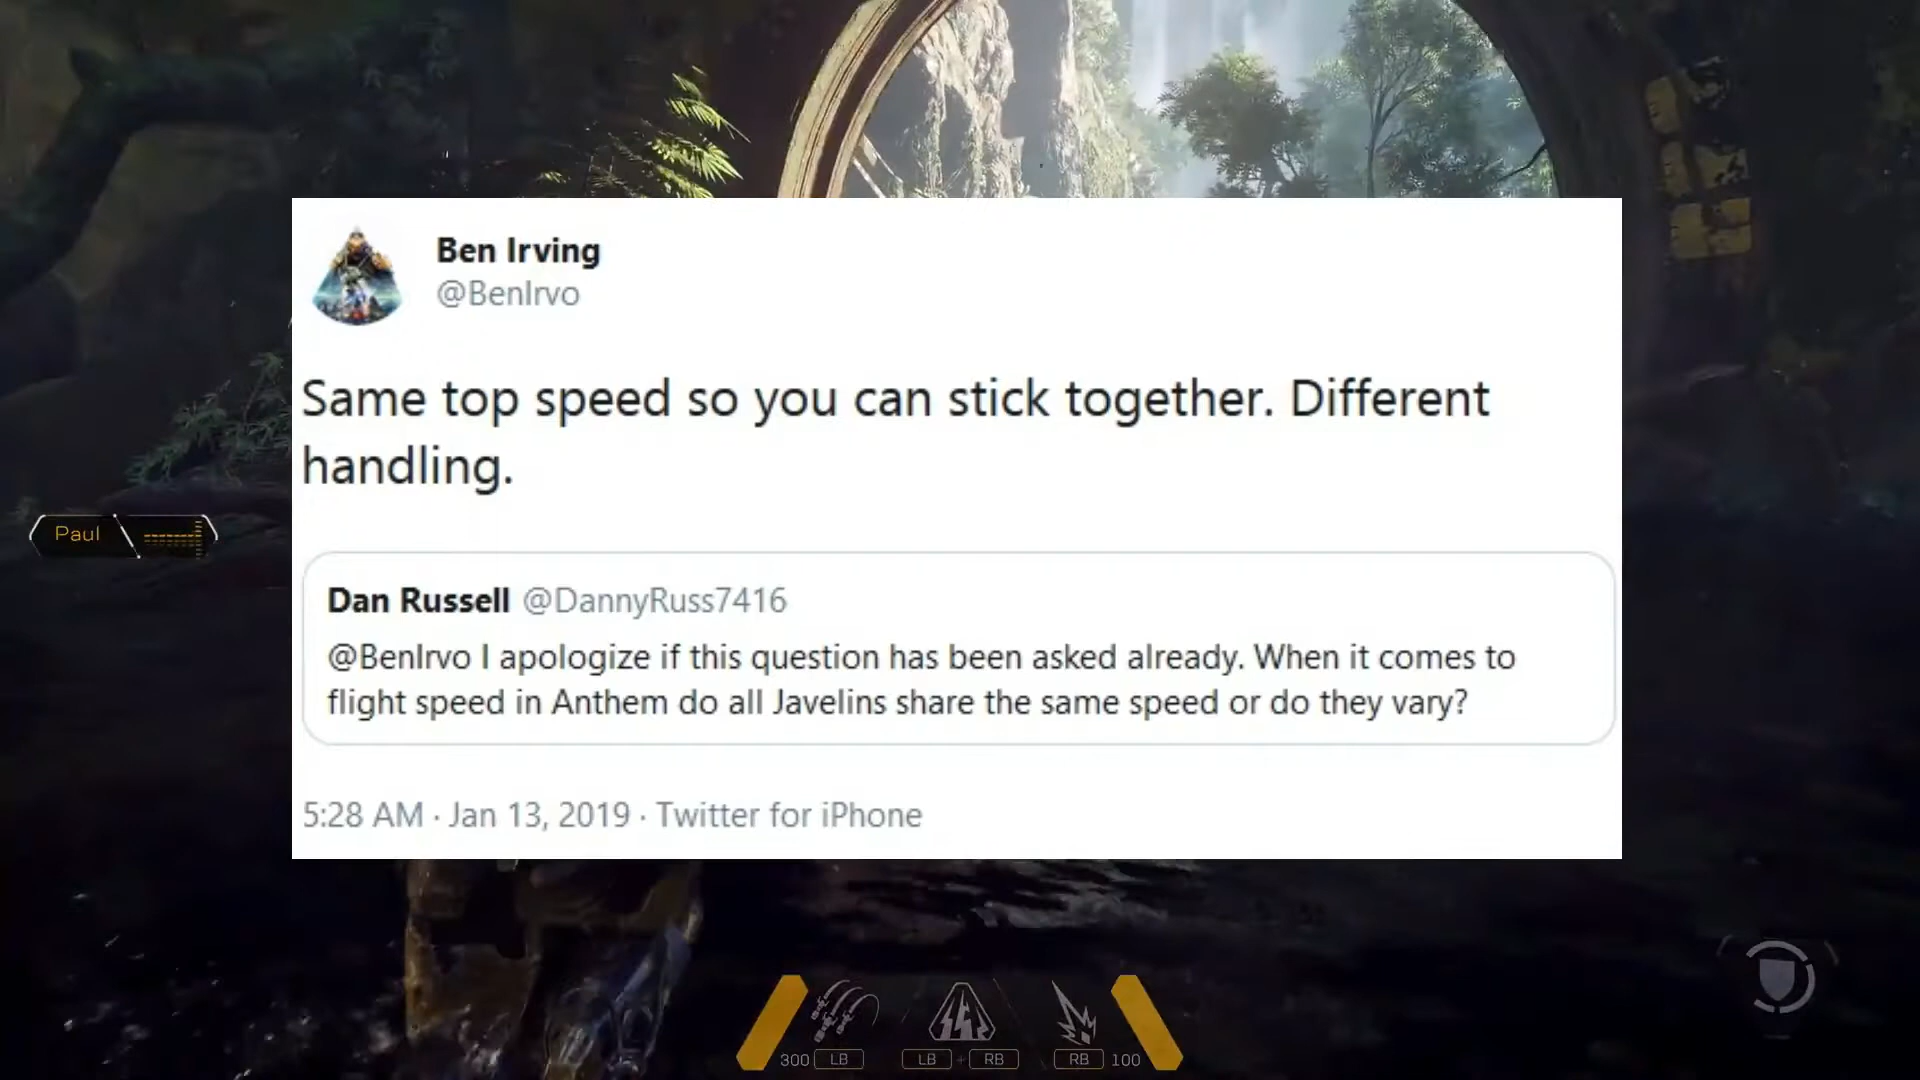 Ben Irving
@BenIrvo
Same top speed so you can stick together. Different
handling.
Paul
Dan Russell @DannyRuss7416
@BenIrvo I apologize if this question has been asked already. When it comes to
flight speed in Anthem do all Javelins share the same speed or do they vary?
5:28 AM · Jan 13, 2019 · Twitter for iPhone
300 LB LB + RB RB 100